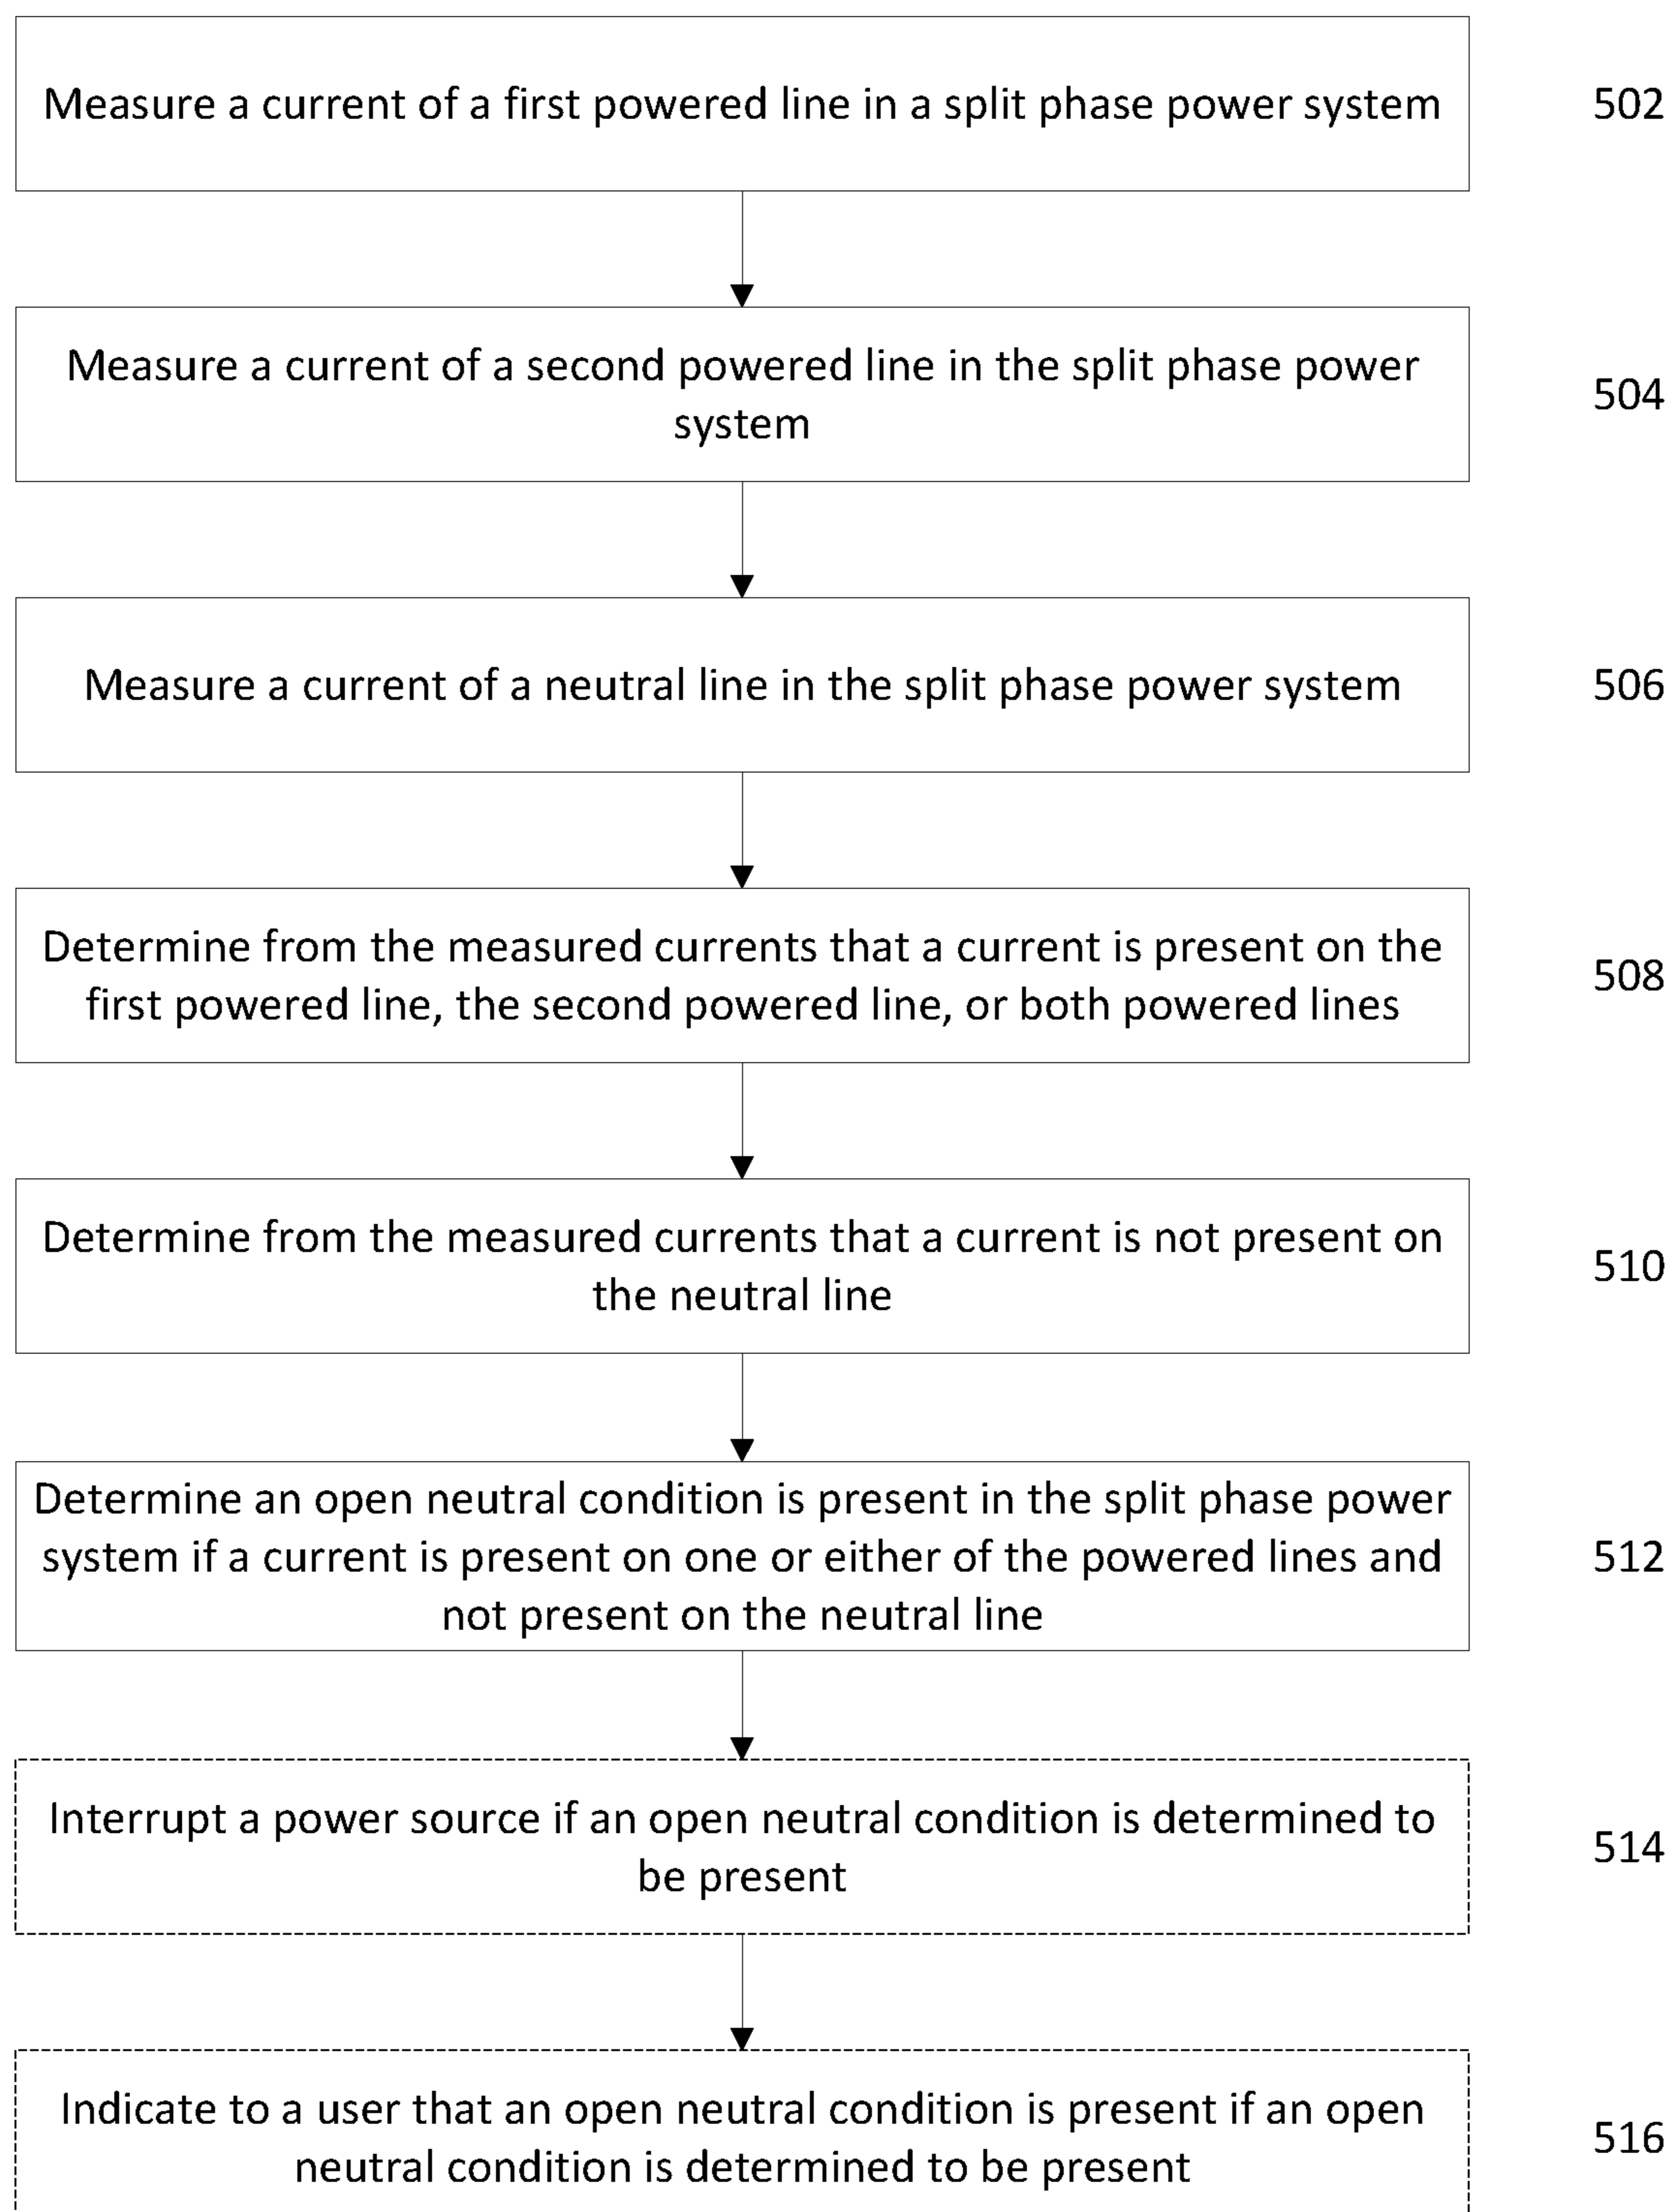 Measure a current of a first powered line in a split phase power system
502
Measure a current of a second powered line in the split phase power
system
504
Measure a current of a neutral line in the split phase power system
506
Determine from the measured currents that a current is present on the
first powered line, the second powered line, or both powered lines
508
Determine from the measured currents that a current is not present on
the neutral line
510
Determine an open neutral condition is present in the split phase power
system if a current is present on one or either of the powered lines and
not present on the neutral line
512
Interrupt a power source if an open neutral condition is determined to
be present
514
Indicate to a user that an open neutral condition is present if an open
neutral condition is determined to be present
516